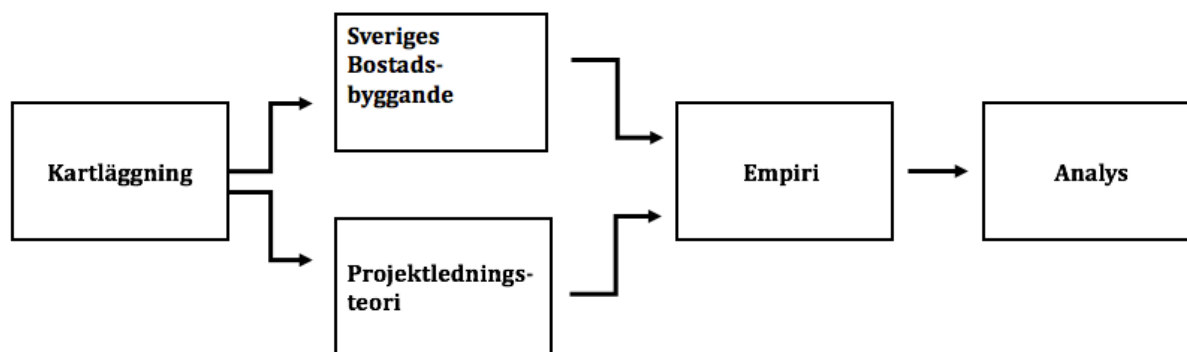 Kartläggning
Sveriges
Bostads-
byggande
Projektlednings-
teori
Empiri
Analys